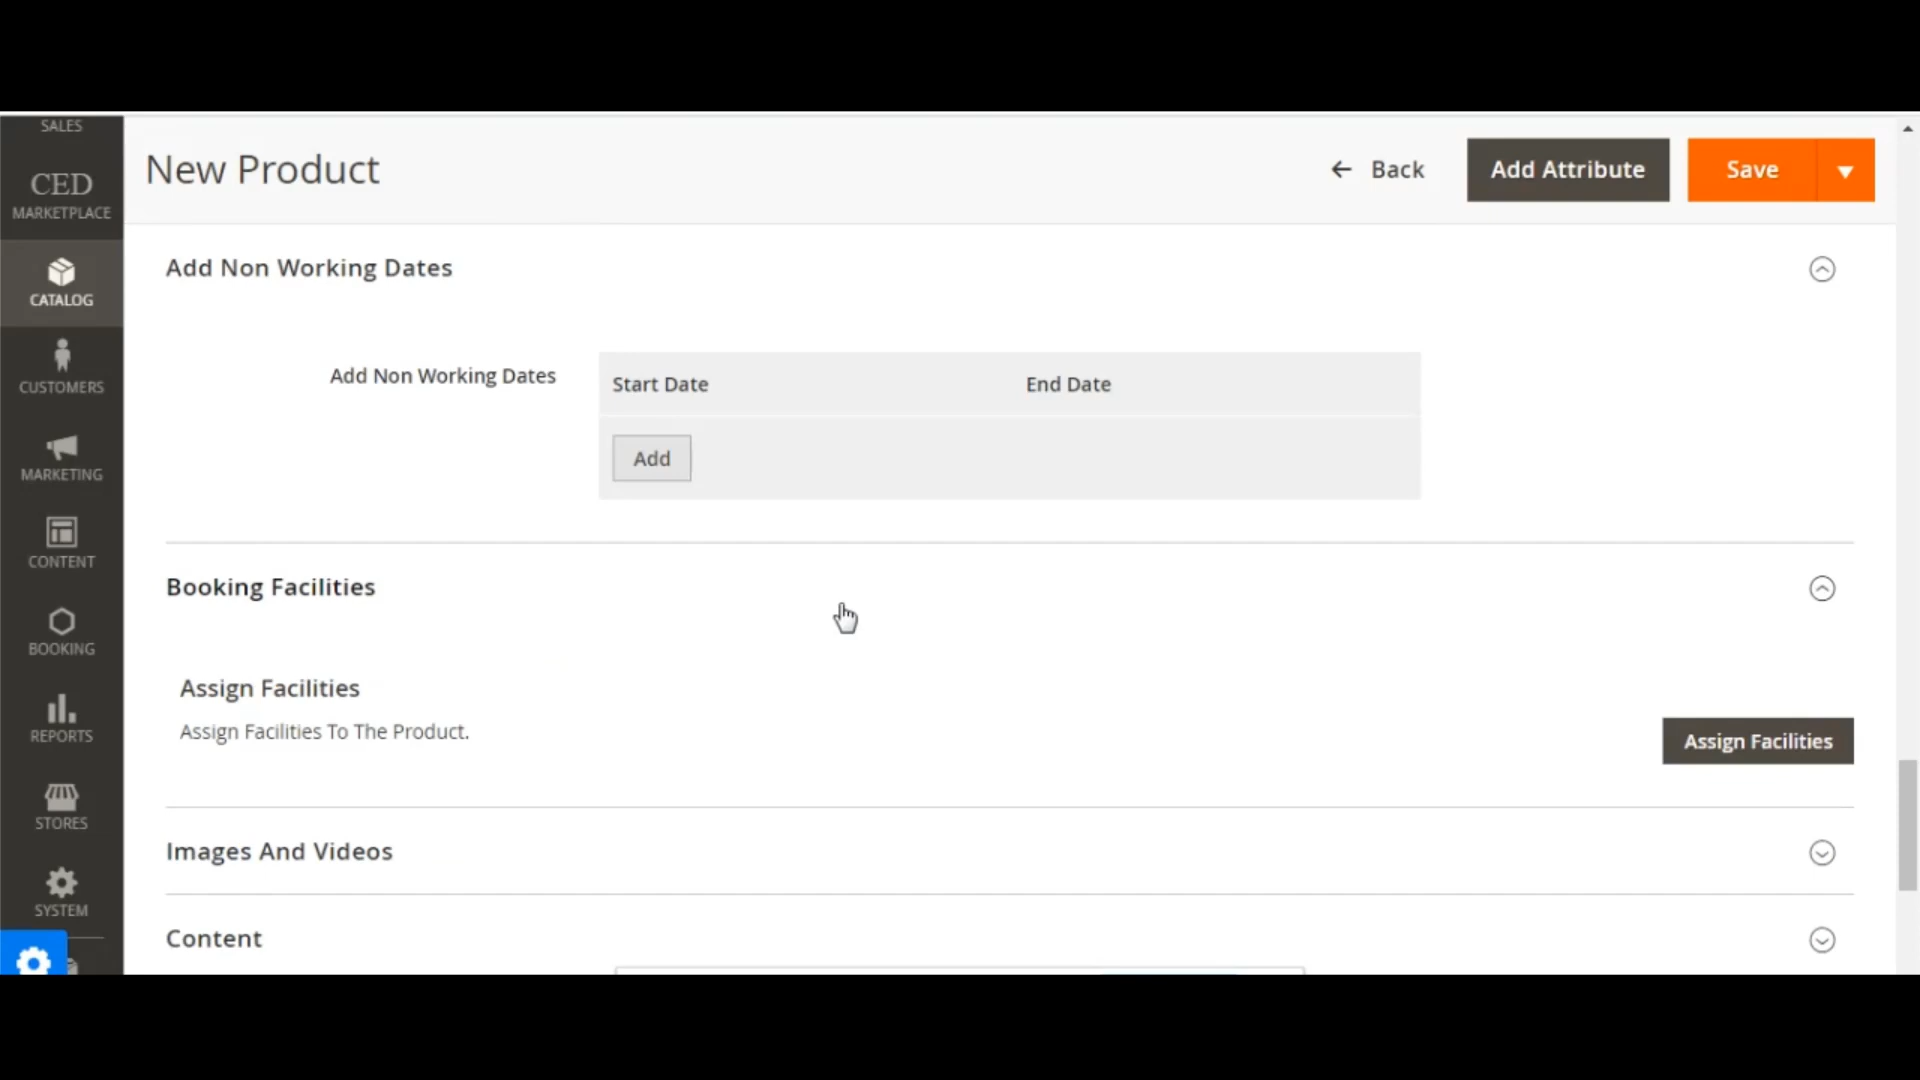 SALES
CED
MARKETPLACE
CATALOG
CUSTOMERS
MARKETING
CONTENT
BOOKING
REPORTS
STORES
SYSTEM
New Product
Back
Add Attribute
Save
Add Non Working Dates
Add Non Working Dates
Start Date
End Date
Add
Booking Facilities
Assign Facilities
Assign Facilities To The Product.
Assign Facilities
Images And Videos
Content